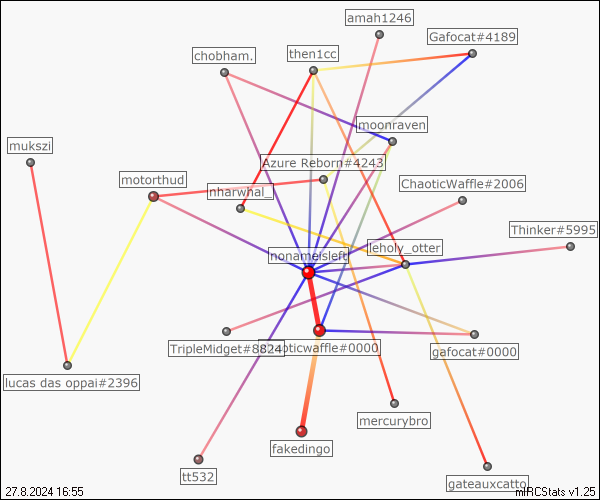 amah1246
Gafocat#4189
chobham.
then1cc
moonraven
mukszi
Azure Reborn#4243
motorthud
nharwhal_
ChaoticWaffle#2006
Thinker#5995
leholy_otter
nonameisleft
TripleMidget#8824
oticwaffle#0000
gafocat#0000
lucas das oppai#2396
mercurybro
fakedingo
tt532
gateauxcatto
27.8.2024 16:55
mIRCStats v1.25